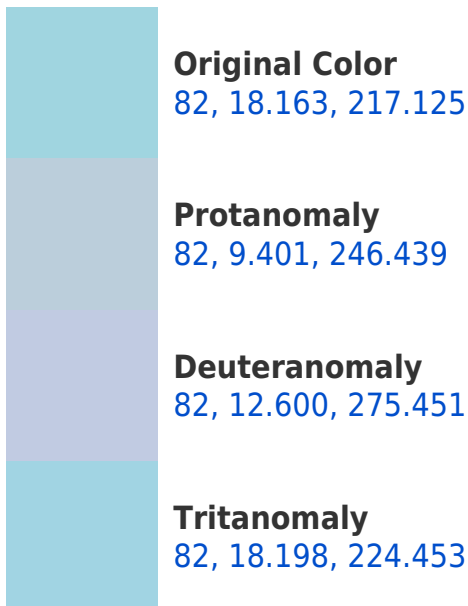 Original Color
82, 18.163, 217.125
Protanomaly
82, 9.401, 246.439
Deuteranomaly
82, 12.600, 275.451
Tritanomaly
82, 18.198, 224.453